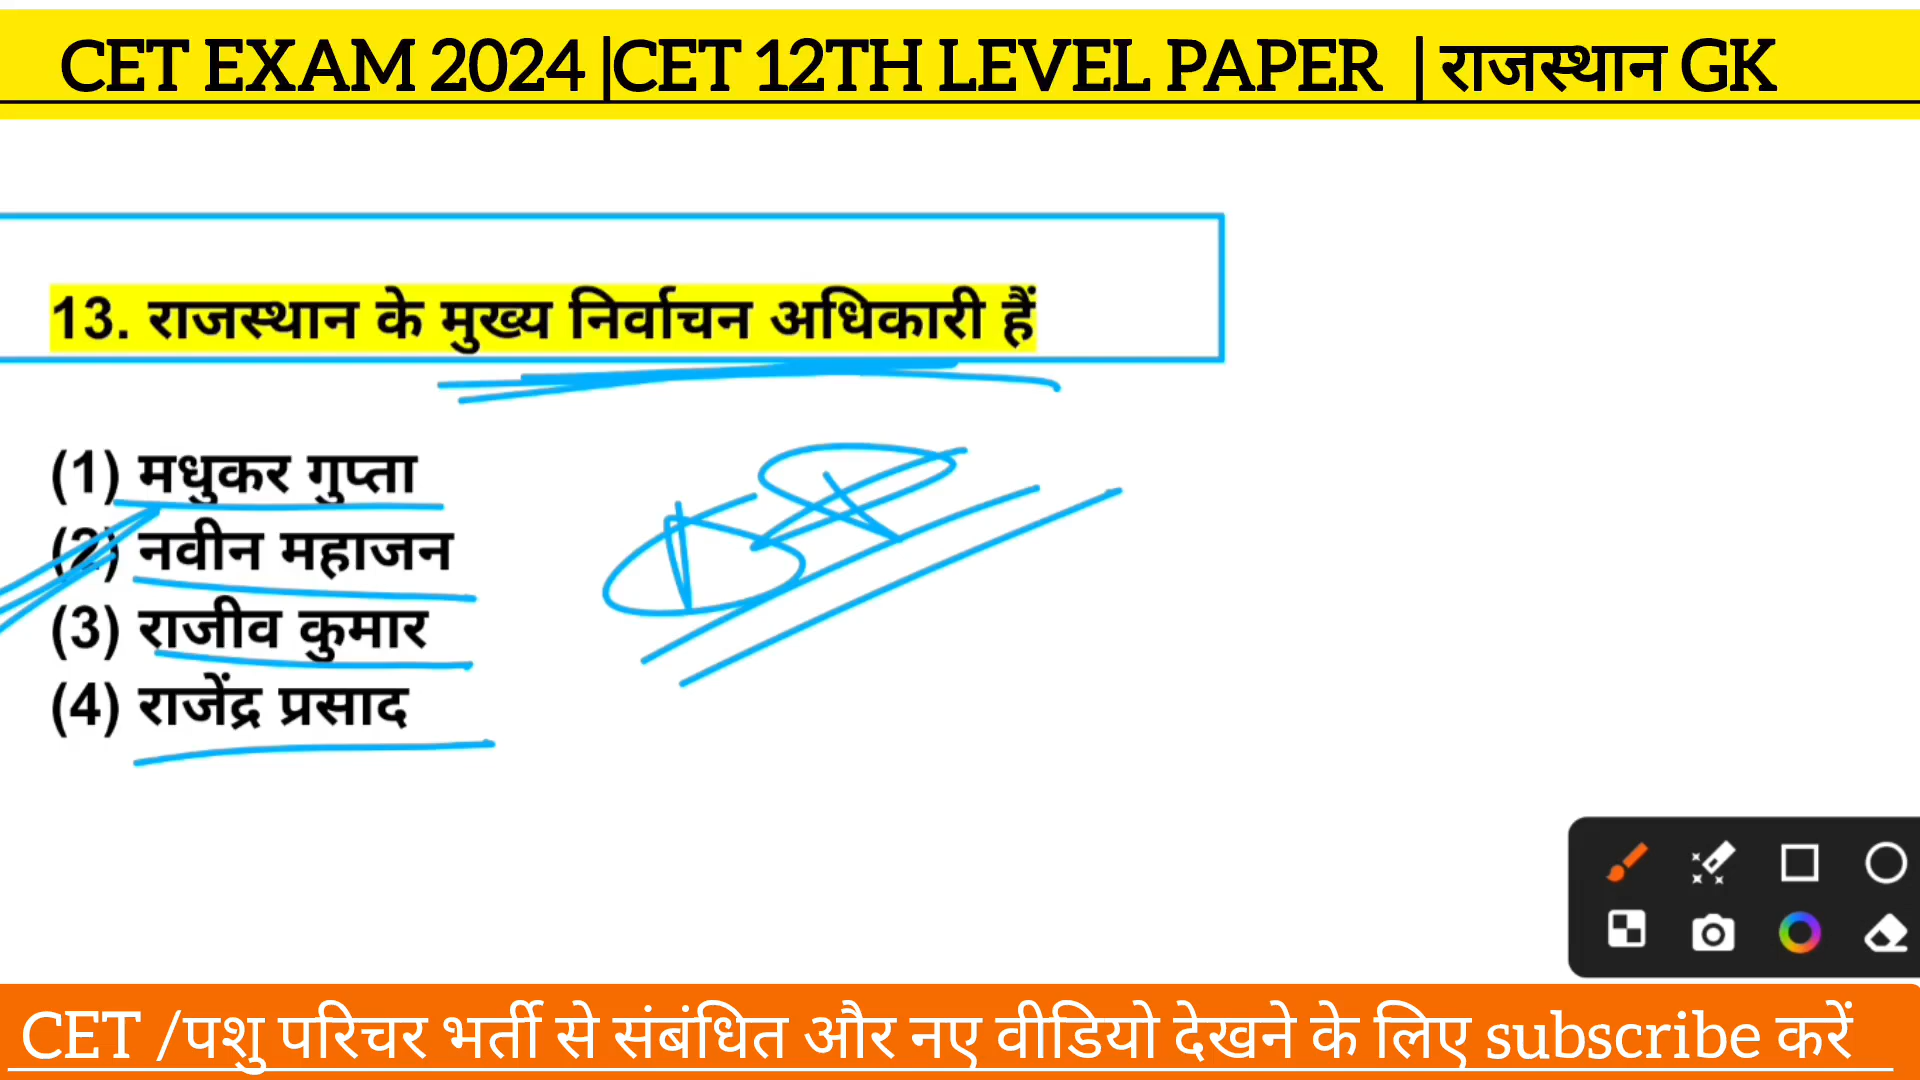 CET EXAM 2024 |CET 12TH LEVEL PAPER | राजस्थान GK
13. राजस्थान के मुख्य निर्वाचन अधिकारी हैं
(1) मधुकर गुप्ता
(2) नवीन महाजन
(3) राजीव कुमार
(4) राजेंद्र प्रसाद
CET /पशु परिचर भर्ती से संबंधित और नए वीडियो देखने के लिए subscribe करें